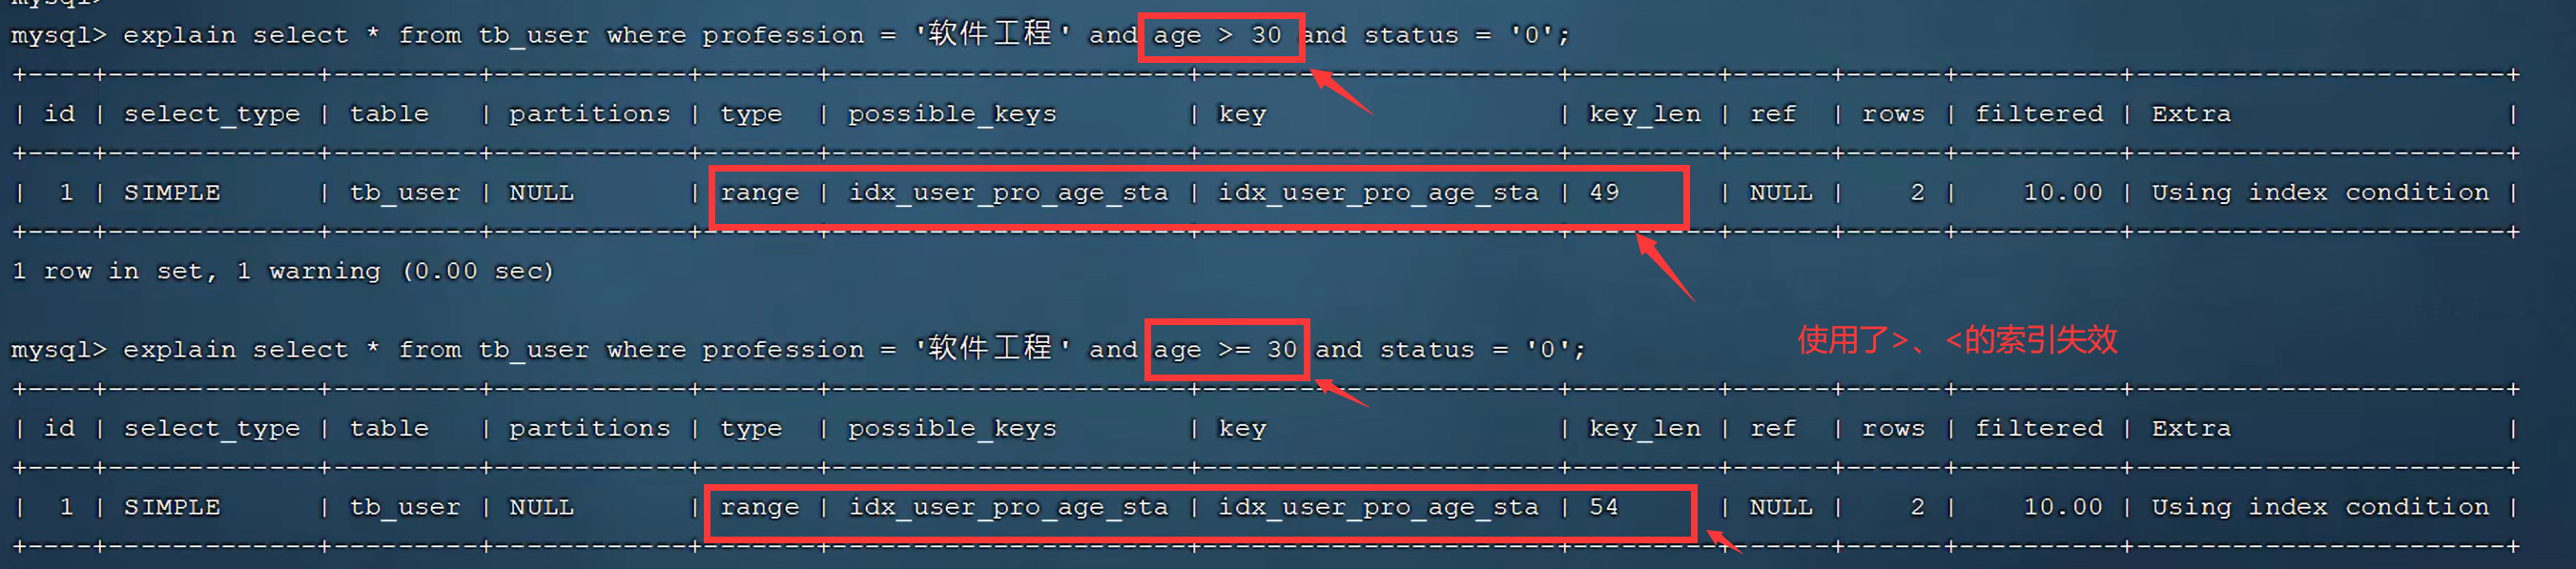 mysql>
mysql> explain select * from tb_user where profession = '软件工程' and age > 30 and status = '0';
+----+-------------+---------+------------+-------+----------------------+----------------------+---------+------+------+----------+-----------------------+
| id | select_type | table   | partitions | type  | possible_keys        | key                  | key_len | ref  | rows | filtered | Extra                 |
+----+-------------+---------+------------+-------+----------------------+----------------------+---------+------+------+----------+-----------------------+
|  1 | SIMPLE      | tb_user | NULL       | range | idx_user_pro_age_sta | idx_user_pro_age_sta | 49      | NULL |    2 |    10.00 | Using index condition |
+----+-------------+---------+------------+-------+----------------------+----------------------+---------+------+------+----------+-----------------------+
1 row in set, 1 warning (0.00 sec)
使用了>、<的索引失效
mysql> explain select * from tb_user where profession = '软件工程' and age >= 30 and status = '0';
+----+-------------+---------+------------+-------+----------------------+----------------------+---------+------+------+----------+-----------------------+
| id | select_type | table   | partitions | type  | possible_keys        | key                  | key_len | ref  | rows | filtered | Extra                 |
+----+-------------+---------+------------+-------+----------------------+----------------------+---------+------+------+----------+-----------------------+
|  1 | SIMPLE      | tb_user | NULL       | range | idx_user_pro_age_sta | idx_user_pro_age_sta | 54      | NULL |    2 |    10.00 | Using index condition |
+----+-------------+---------+------------+-------+----------------------+----------------------+---------+------+------+----------+-----------------------+